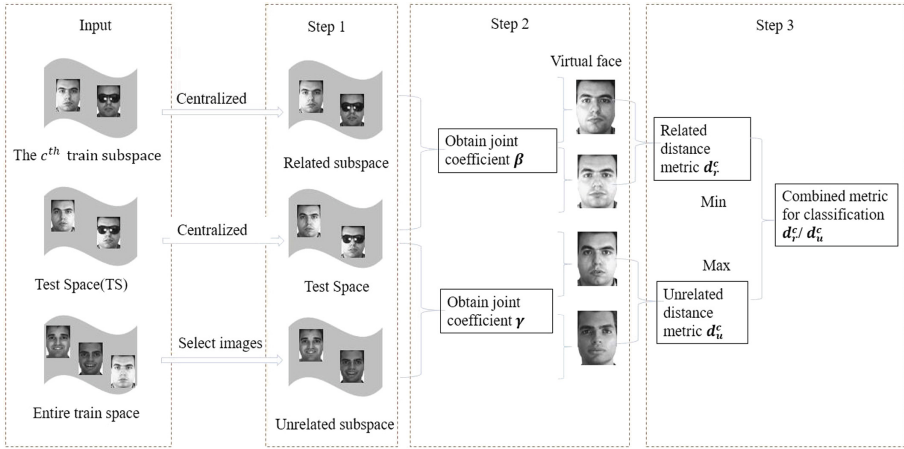 Input
Step 1
Step 2
Step 3
Virtual face
The c^{th} train subspace
Centralized
Related subspace
Obtain joint
coefficient β
Related
distance
metric d_r^c
Min
Combined metric
for classification
d_r^c / d_u^c
Test Space(TS)
Centralized
Test Space
Max
Obtain joint
coefficient γ
Unrelated
distance
metric d_u^c
Entire train space
Select images
Unrelated subspace